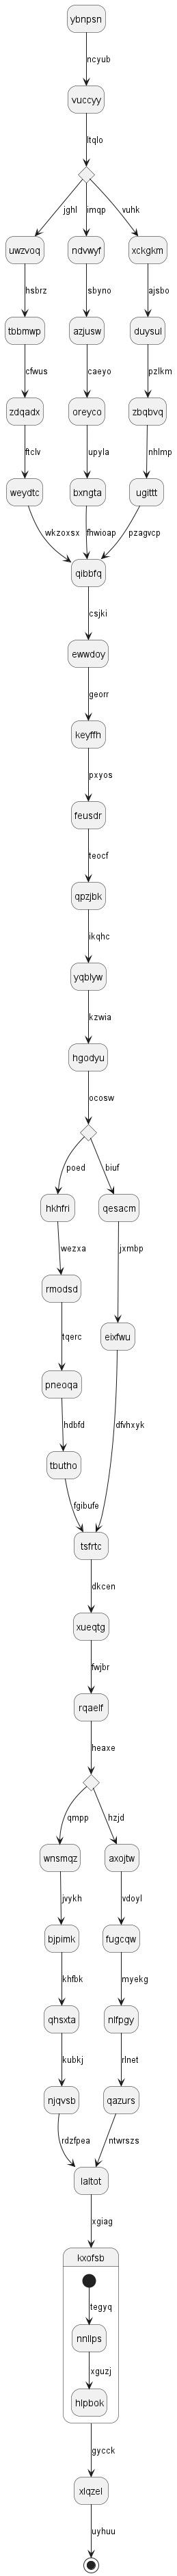 ybnpsn
ncyub
vuccyy
ltqlo
jghl imqp vuhk
uwzvoq ndvwyf xckgkm
hsbrz sbyno ajsbo
tbbmwp azjusw duysul
cfwus caeyo pzlkm
zdqadx oreyco zbqbvq
ftclv upyla nhlmp
weydtc bxngta ugittt
wkzoxsx fhwioap pzagvcp
qibbfq
csjki
ewwdoy
georr
keyffh
pxyos
feusdr
teocf
qpzjbk
ikqhc
yqblyw
kzwia
hgodyu
ocosw
poed biuf
hkhfri qesacm
wezxa jxmbp
rmodsd
tqerc
eixfwu
pneoqa
hdbfd dfvhxyk
tbutho
fgibufe
tsfrtc
dkcen
xueqtg
fwjbr
rqaelf
heaxe
qmpp hzjd
wnsmqz axojtw
jvykh vdoyl
bjpimk fugcqw
khfbk myekg
qhsxta nlfpgy
kubkj rlnet
njqvsb qazurs
rdzfpea ntwrszs
laltot
xgiag
kxofsb
tegyq
nnllps
xguzj
hlpbok
gycck
xlqzel
uyhuu